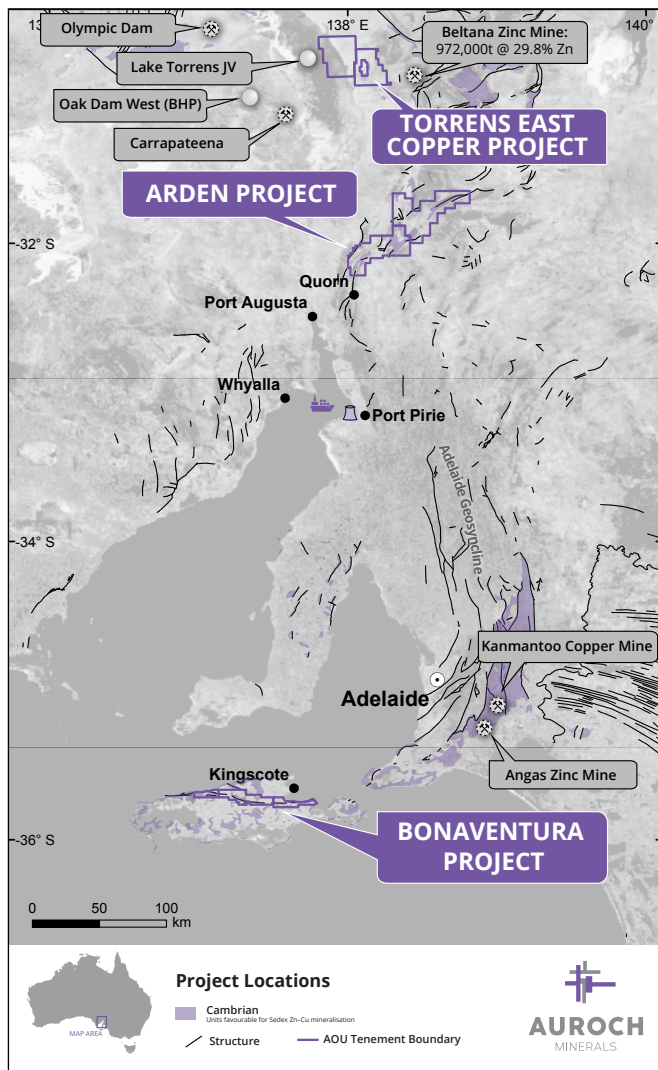 138° E
140°
Olympic Dam
Beltana Zinc Mine:
972,000t @ 29.8% Zn
Lake Torrens JV
Oak Dam West (BHP)
Carrapateena
TORRENS EAST
COPPER PROJECT
ARDEN PROJECT
-32° S
Quorn
Port Augusta
Whyalla
Port Pirie
Adelaide Geosyncline
-34° S
Kanmantoo Copper Mine
Adelaide
Angas Zinc Mine
Kingscote
-36° S
BONAVENTURA
PROJECT
0 50 100
km
MAP AREA
Project Locations
Cambrian
Units favourable for Sedex Zn–Cu mineralisation
Structure
AOU Tenement Boundary
AUROCH
MINERALS